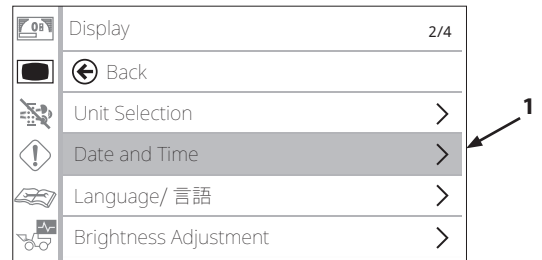 Display 2/4
Back
Unit Selection
Date and Time
Language/ 言語
Brightness Adjustment
1